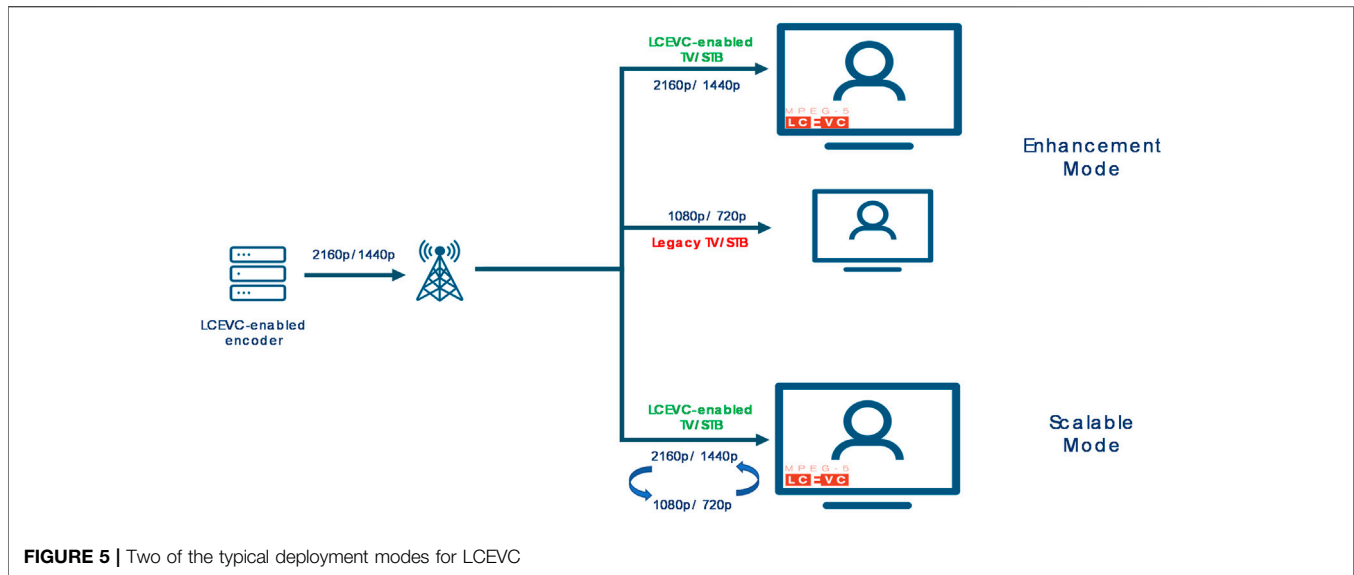 LCEVC-enabled
TV/STB
2160p/ 1440p
MPEG-5
LCEVC
Enhancement
Mode
1080p/ 720p
Legacy TV/STB
2160p/1440p
LCEVC-enabled
encoder
LCEVC-enabled
TV/STB
2160p/ 1440p
1080p/ 720p
MPEG-5
LCEVC
Scalable
Mode
FIGURE 5 | Two of the typical deployment modes for LCEVC